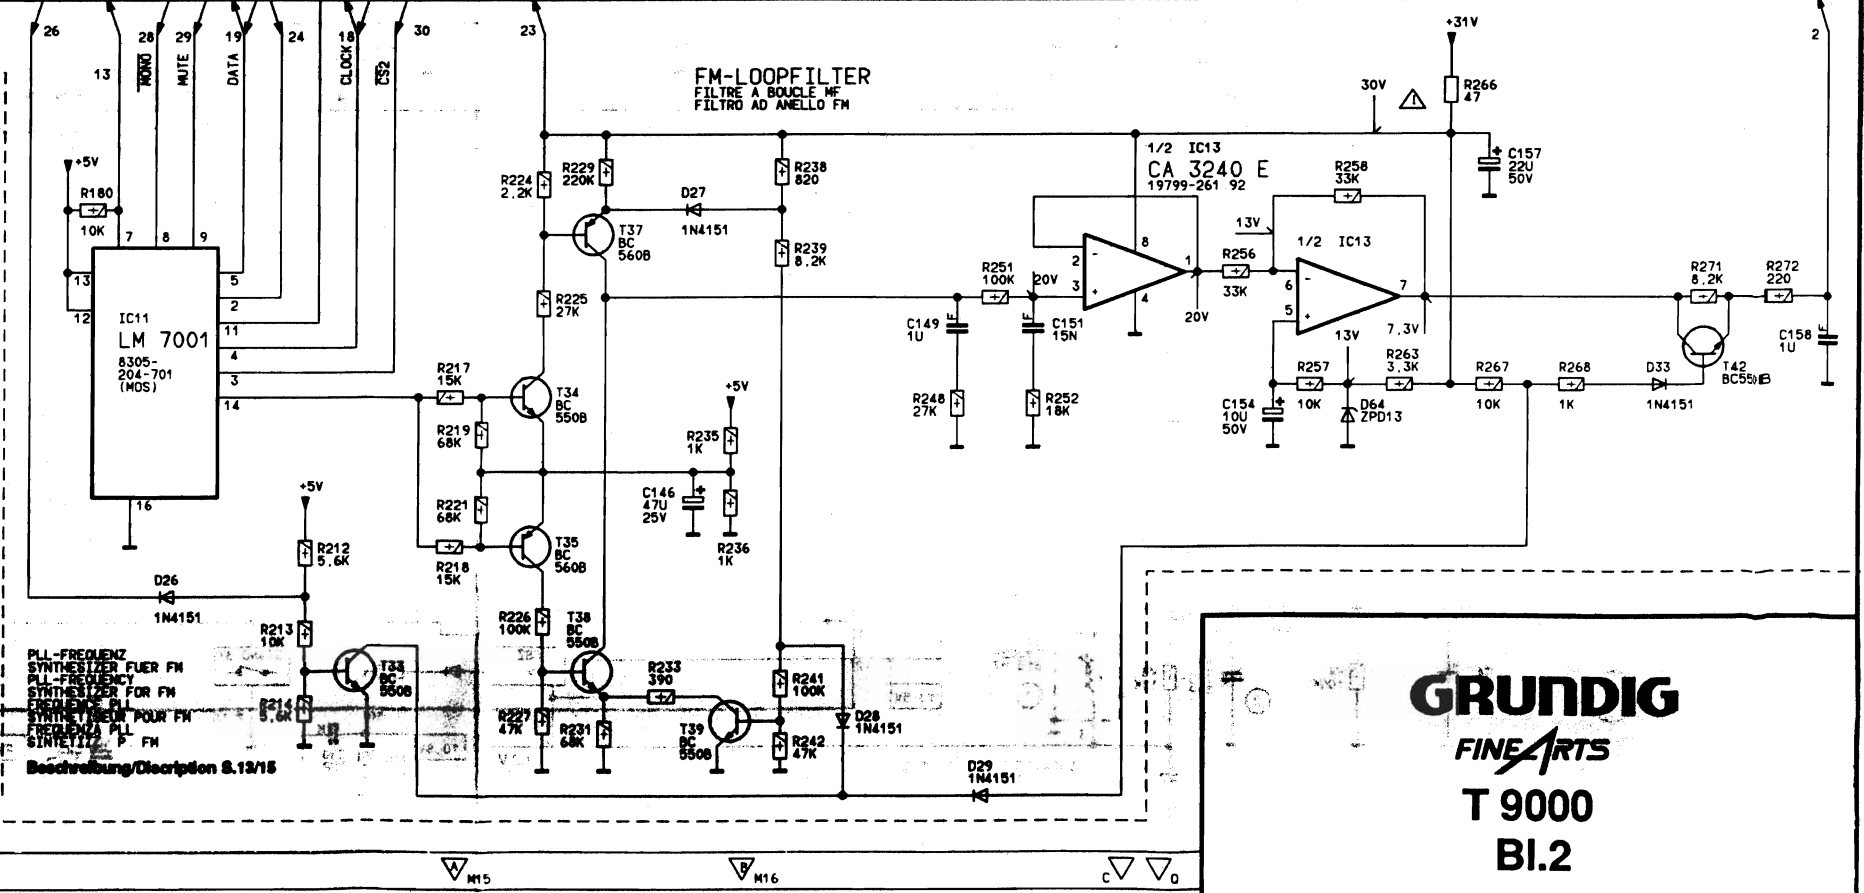 26
13
28
29
19
24
18
30
23
2
MONO
MUTE
DATA
CLOCK
CS2
FM-LOOPFILTER
FILTRE A BOUCLE MF
FILTRO AD ANELLO FM
+31V
R266
47
30V
!
C157
22U
50V
+5V
R180
10K
7
8
9
13
12
5
2
11
4
3
14
16
IC11
LM 7001
8305-
204-701
(MOS)
R224
2,2K
R229
220K
R238
820
D27
1N4151
T37
BC
560B
R239
8.2K
R225
27K
R217
15K
T34
BC
550B
R219
68K
R221
68K
R218
15K
T35
BC
560B
+5V
R235
1K
C146
47U
25V
R236
1K
1/2 IC13
CA 3240 E
19799-261 92
8
2
3
1
4
R251
100K
20V
C149
1U
C151
15N
R248
27K
R252
18K
20V
R256
33K
13V
R258
33K
1/2 IC13
6
5
7
7.3V
13V
R257
10K
R263
3,3K
C154
10U
50V
D64
ZPD13
R267
10K
R268
1K
D33
1N4151
R271
8,2K
R272
220
T42
C158
1U
+5V
R212
5,6K
D26
1N4151
R213
10K
T33
BC
550B
R214
5,6K
PLL-FREQUENZ
SYNTHESIZER FUER FM
PLL-FREQUENCY
SYNTHESIZER FOR FM
FREQUENCE PLL
SYNTHETISEUR POUR FM
FREQUENZA PLL
Beschreibung/Discription S.13/15
R226
100K
T38
BC
550B
R227
47K
R231
68K
R233
390
T39
BC
550B
R241
100K
R242
47K
D28
1N4151
D29
1N4151
A M15
B M16
C
Q
GRUNDIG
FINE ARTS
T 9000
Bl.2